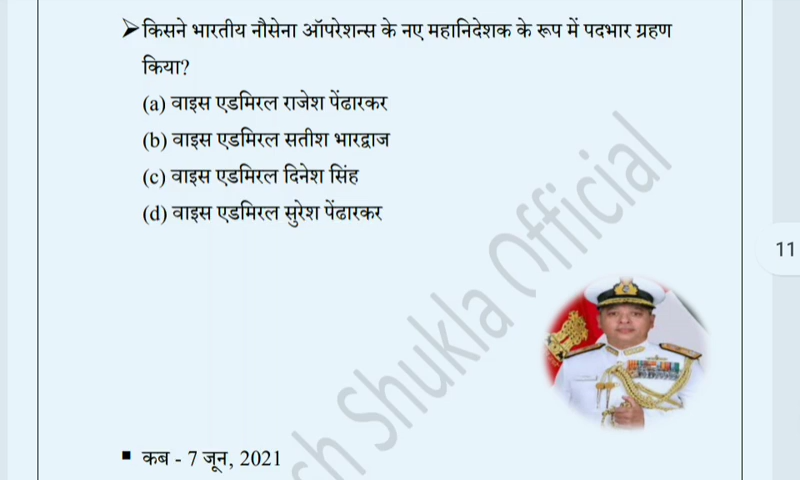 ➤किसने भारतीय नौसेना ऑपरेशन्स के नए महानिदेशक के रूप में पदभार ग्रहण
किया?
(a) वाइस एडमिरल राजेश पेंढारकर
(b) वाइस एडमिरल सतीश भारद्वाज
(c) वाइस एडमिरल दिनेश सिंह
(d) वाइस एडमिरल सुरेश पेंढारकर
11
▪ कब - 7 जून, 2021
sh Shukla Official